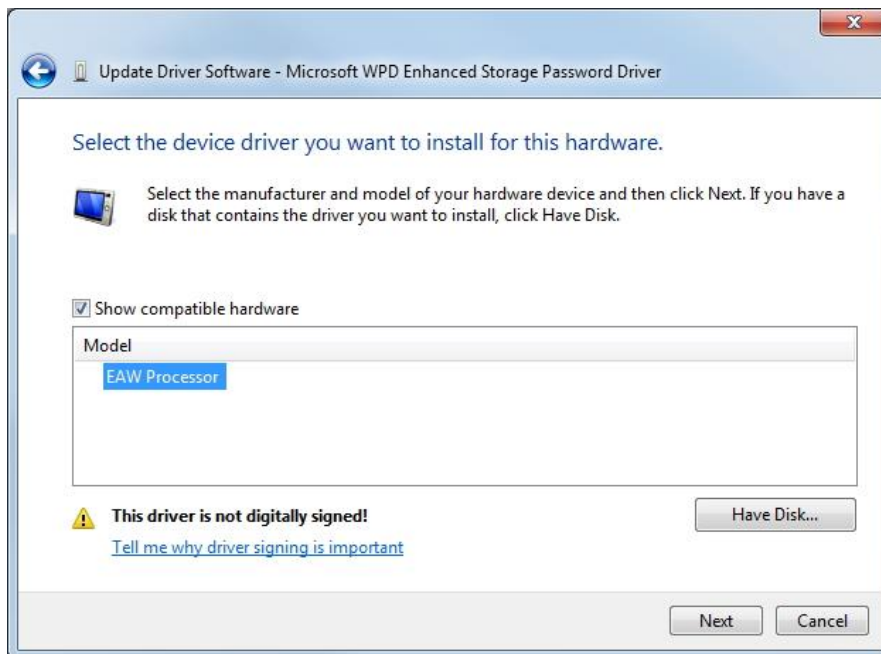 Update Driver Software - Microsoft WPD Enhanced Storage Password Driver
Select the device driver you want to install for this hardware.
Select the manufacturer and model of your hardware device and then click Next. If you have a
disk that contains the driver you want to install, click Have Disk.
Show compatible hardware
Model
EAW Processor
This driver is not digitally signed!
Have Disk...
Tell me why driver signing is important
Next
Cancel